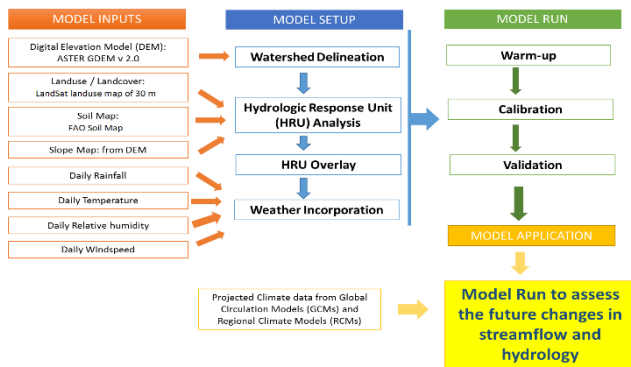 MODEL INPUTS
Digital Elevation Model (DEM):
ASTER GDEM v 2.0
Landuse / Landcover:
LandSat landuse map of 30 m
Soil Map:
FAO Soil Map
Slope Map: from DEM
Daily Rainfall
Daily Temperature
Daily Relative humidity
Daily Windspeed
MODEL SETUP
Watershed Delineation
Hydrologic Response Unit
(HRU) Analysis
HRU Overlay
Weather Incorporation
MODEL RUN
Warm-up
Calibration
Validation
MODEL APPLICATION
Projected Climate data from Global
Circulation Models (GCMs) and
Regional Climate Models (RCMs)
Model Run to assess
the future changes in
streamflow and
hydrology